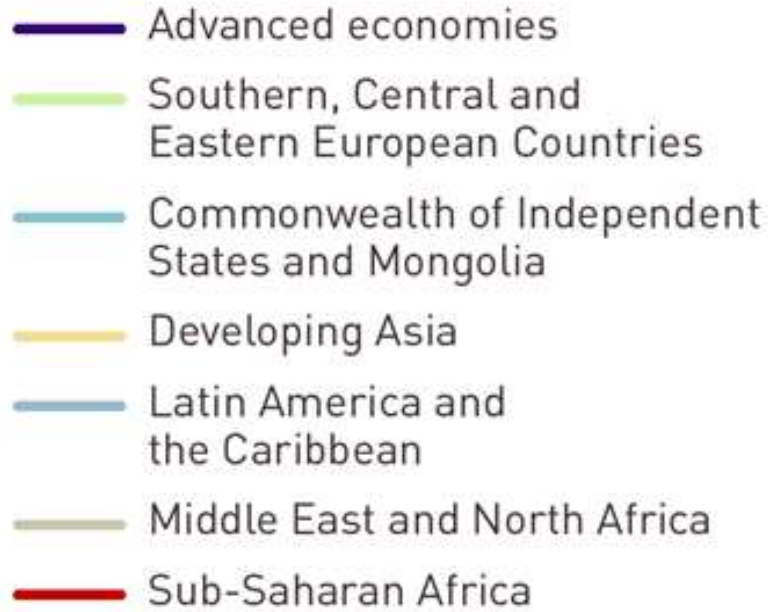 Advanced economies
Southern, Central and
Eastern European Countries
Commonwealth of Independent
States and Mongolia
Developing Asia
Latin America and
the Caribbean
Middle East and North Africa
Sub-Saharan Africa